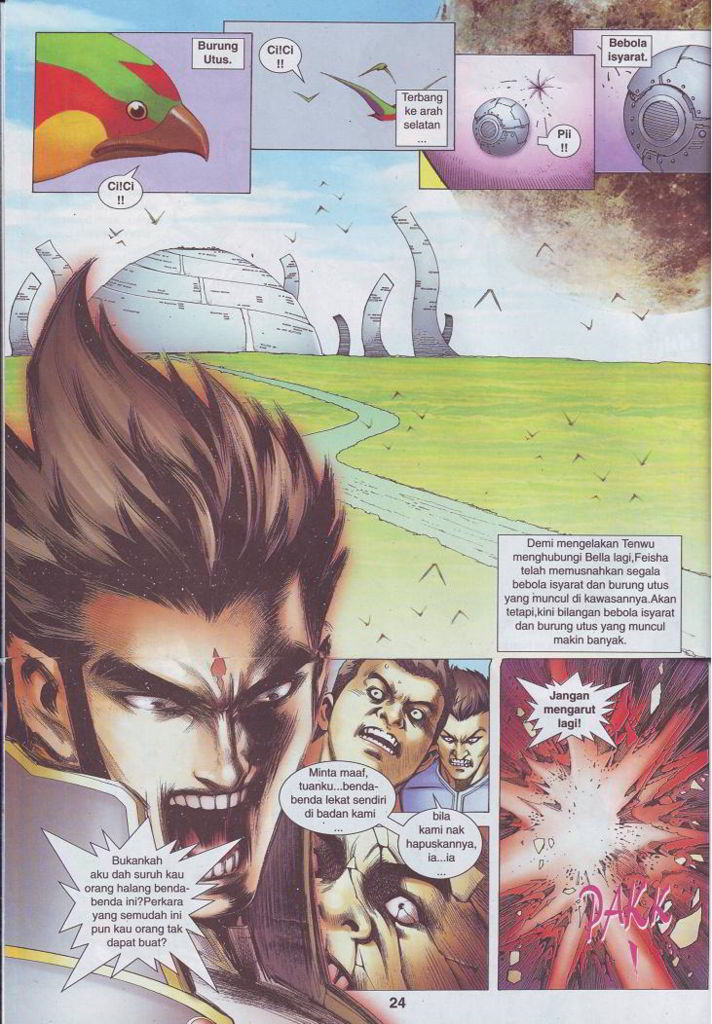 Burung
Utus.
Ci!Ci
!!
Ci!Ci
!!
Terbang
ke arah
selatan
...
Pii
!!
Bebola
isyarat.
Demi mengelakan Tenwu
menghubungi Bella lagi,Feisha
telah memusnahkan segala
bebola isyarat dan burung utus
yang muncul di kawasannya.Akan
tetapi,kini bilangan bebola isyarat
dan burung utus yang muncul
makin banyak.
Bukankah
aku dah suruh kau
orang halang benda-
benda ini?Perkara
yang semudah ini
pun kau orang tak
dapat buat?
Minta maaf,
tuanku...benda-
benda lekat sendiri
di badan kami
...
bila
kami nak
hapuskannya,
ia...ia
...
Jangan
mengarut
lagi!
DAKK
!
24